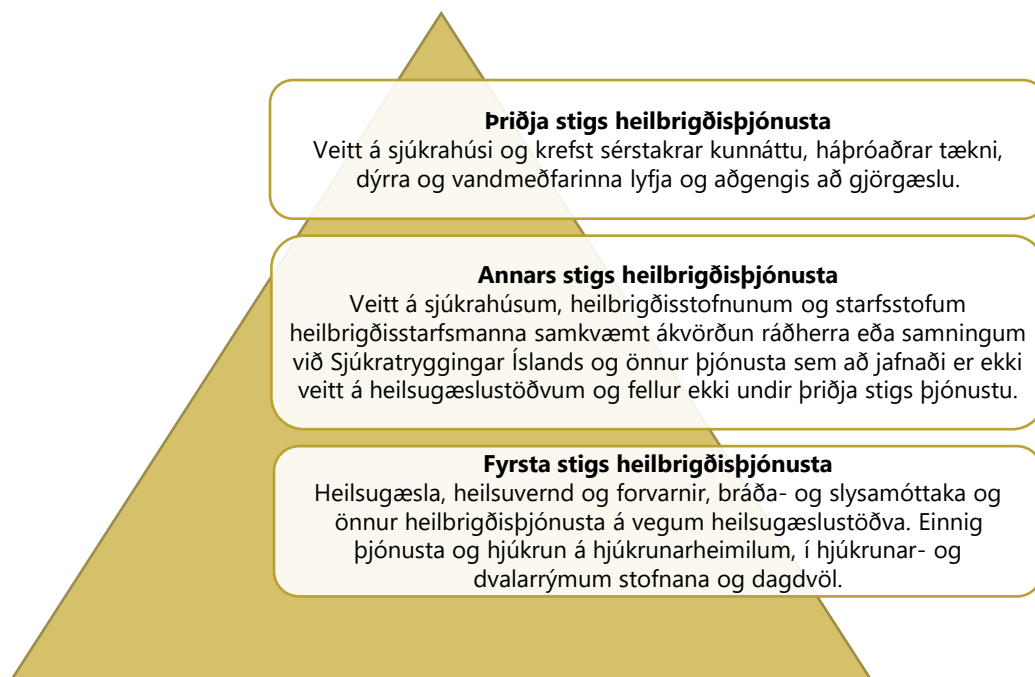 Þriðja stigs heilbrigðisþjónusta
Veitt á sjúkrahúsi og krefst sérstakrar kunnáttu, háþróaðrar tækni,
dýrra og vandmeðfarinna lyfja og aðgengis að gjörgæslu.
Annars stigs heilbrigðisþjónusta
Veitt á sjúkrahúsum, heilbrigðisstofnunum og starfsstofum
heilbrigðisstarfsmanna samkvæmt ákvörðun ráðherra eða samningum
við Sjúkratryggingar Íslands og önnur þjónusta sem að jafnaði er ekki
veitt á heilsugæslustöðvum og fellur ekki undir þriðja stigs þjónustu.
Fyrsta stigs heilbrigðisþjónusta
Heilsugæsla, heilsuvernd og forvarnir, bráða- og slysamóttaka og
önnur heilbrigðisþjónusta á vegum heilsugæslustöðva. Einnig
þjónusta og hjúkrun á hjúkrunarheimilum, í hjúkrunar- og
dvalarrýmum stofnana og dagdvöl.